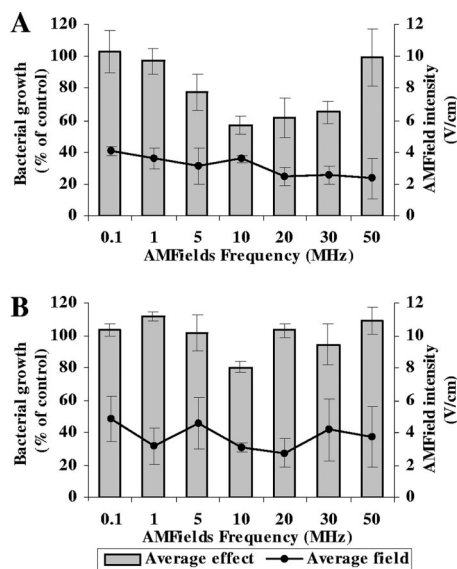 A
Bacterial growth
(% of control)
120
100
80
60
40
20
0
12
10
8
6
4
2
0
AMField intensity
(V/cm)
0.1 1 5 10 20 30 50
AMFields Frequency (MHz)
B
Bacterial growth
(% of control)
120
100
80
60
40
20
0
12
10
8
6
4
2
0
AMField intensity
(V/cm)
0.1 1 5 10 20 30 50
AMFields Frequency (MHz)
Average effect Average field